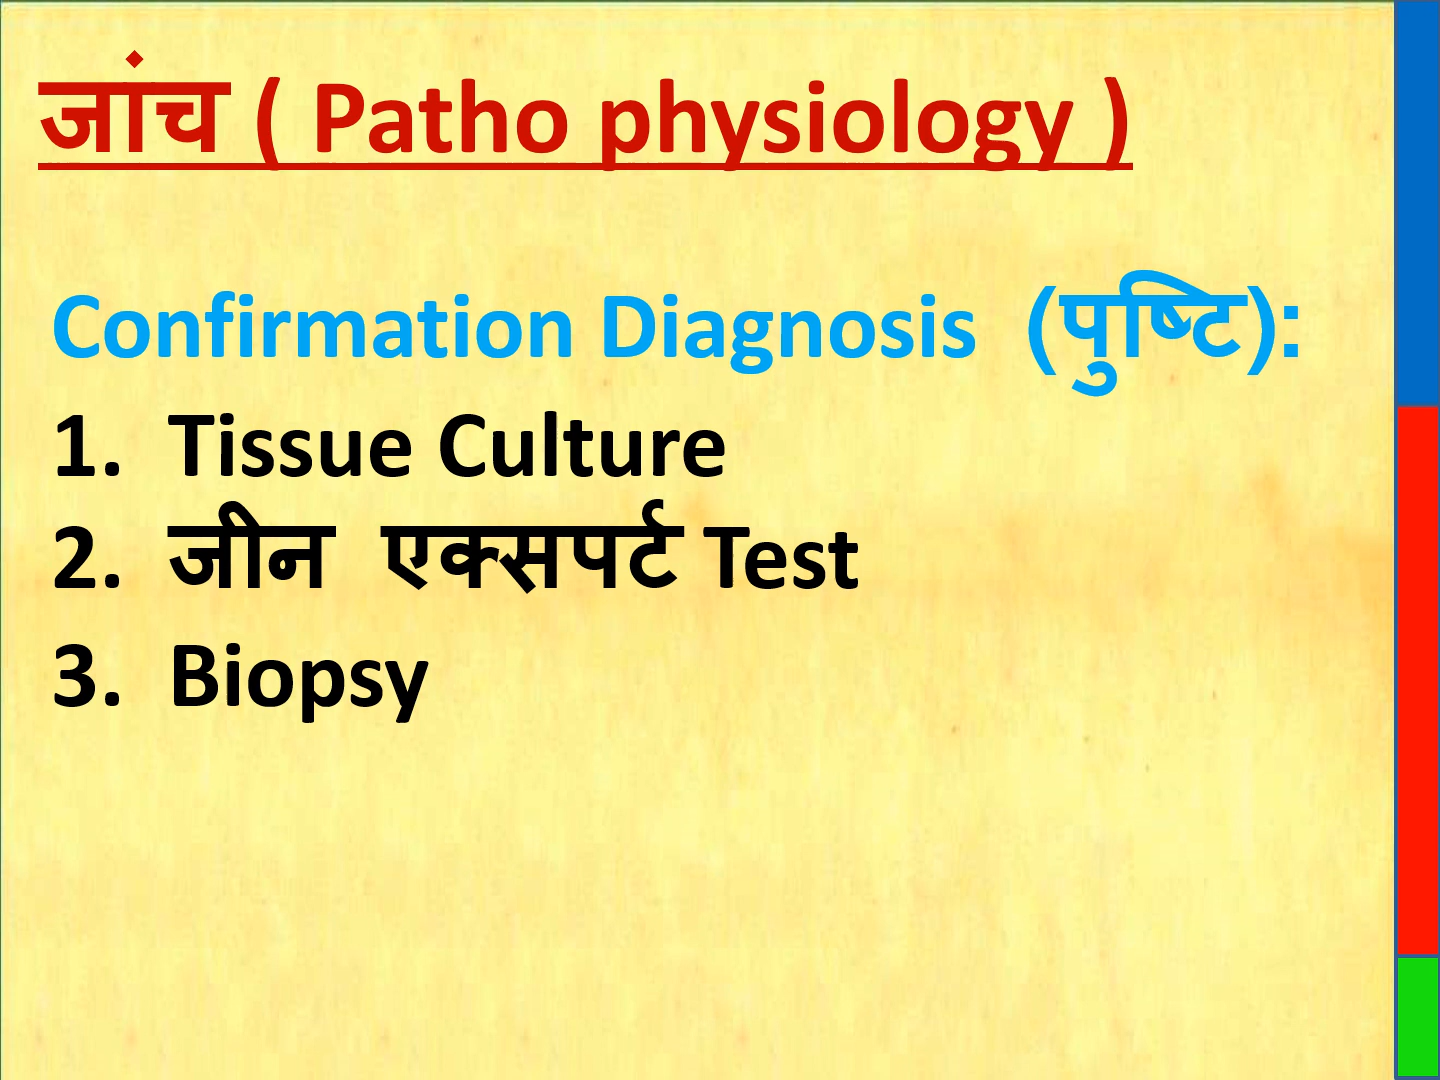 जांच ( Patho physiology )
Confirmation Diagnosis (पुष्टि):
1. Tissue Culture
2. जीन एक्सपर्ट Test
3. Biopsy